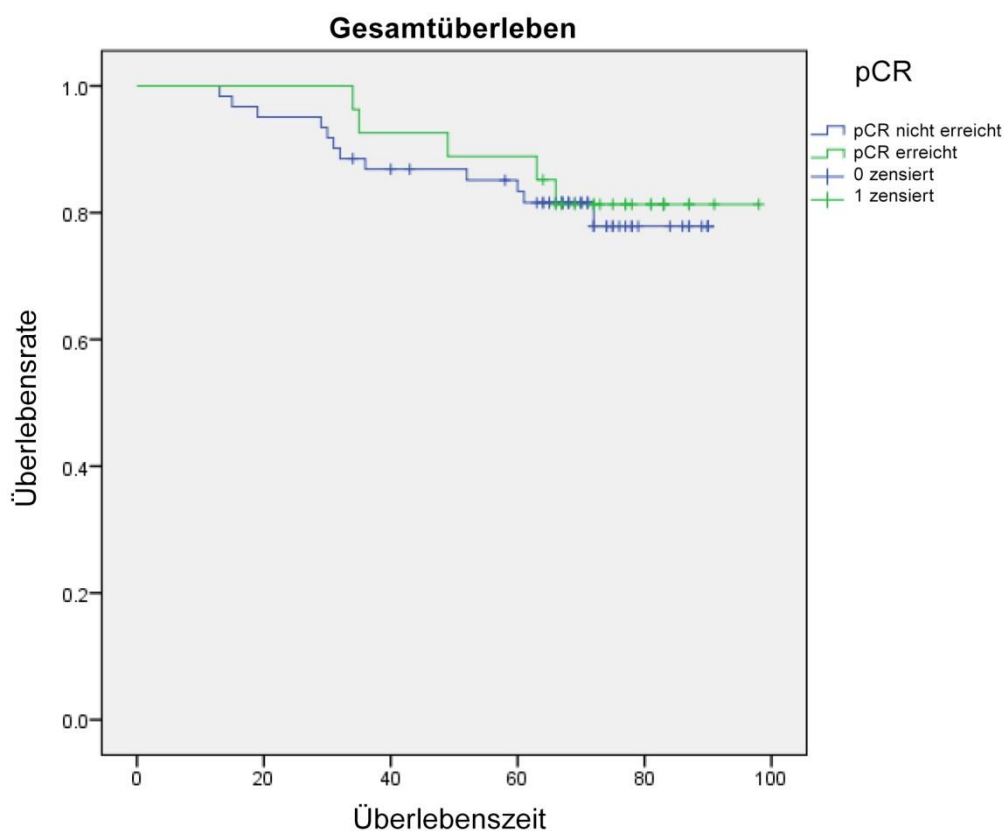 Gesamtüberleben
pCR
pCR nicht erreicht
pCR erreicht
0 zensiert
1 zensiert
Überlebensrate
1.0
0.8
0.6
0.4
0.2
0.0
0 20 40 60 80 100
Überlebenszeit